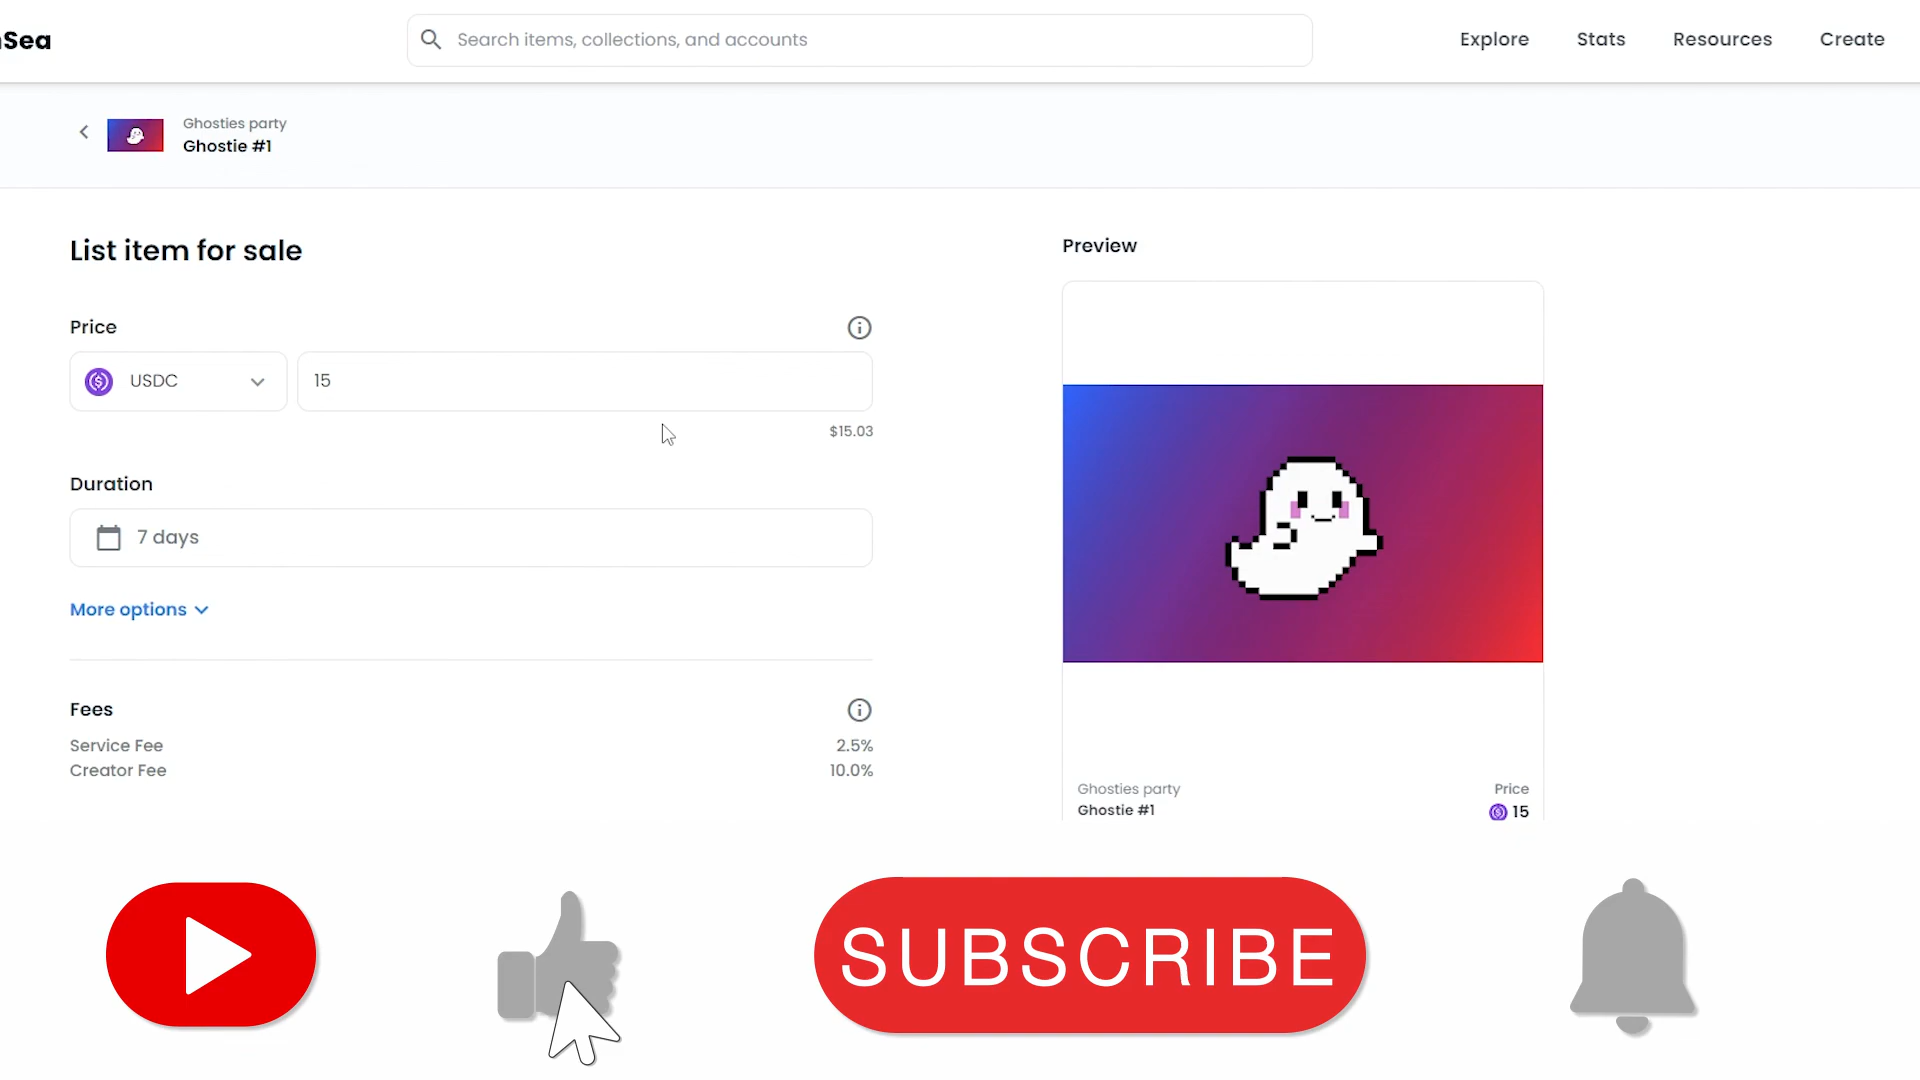 nSea
Search items, collections, and accounts
Explore
Stats
Resources
Create
Ghosties party
Ghostie #1
List item for sale
Price
USDC
15
$15.03
Duration
7 days
More options
Fees
Service Fee
2.5%
Creator Fee
10.0%
Preview
Ghosties party
Price
Ghostie #1
15
SUBSCRIBE